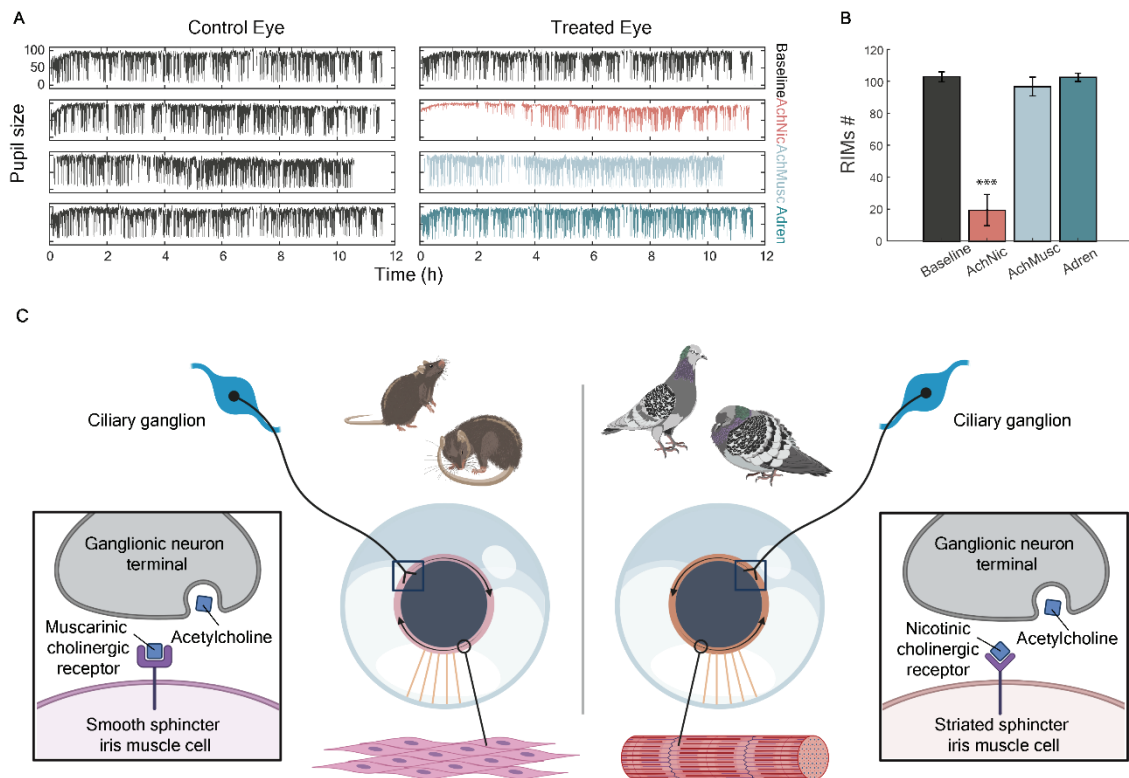 A
Control Eye
Treated Eye
B
Pupil size
100
50
0
Baseline
AchNic
AchMusc
Adren
0 2 4 6 8 10 12
0 2 4 6 8 10 12
Time (h)
RIMs #
120
100
80
60
40
20
0
***
Baseline
AchNic
AchMusc
Adren
C
Ciliary ganglion
Ciliary ganglion
Ganglionic neuron
terminal
Acetylcholine
Muscarinic
cholinergic
receptor
Smooth sphincter
iris muscle cell
Ganglionic neuron
terminal
Acetylcholine
Nicotinic
cholinergic
receptor
Striated sphincter
iris muscle cell